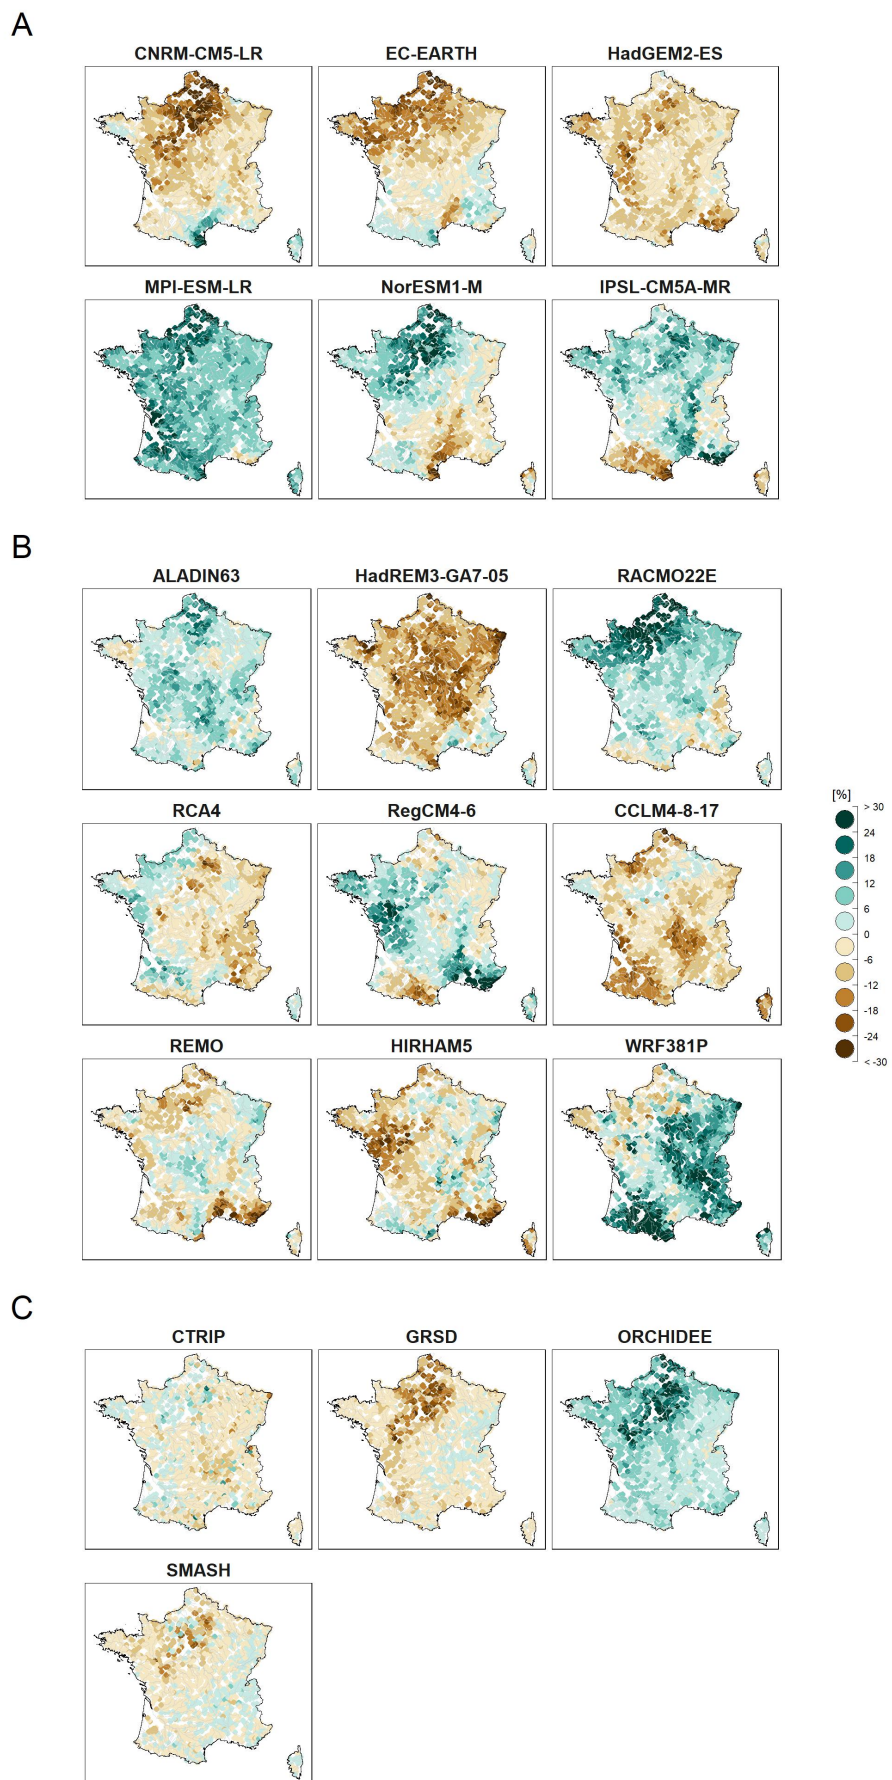 A
CNRM-CM5-LR EC-EARTH HadGEM2-ES
MPI-ESM-LR NorESM1-M IPSL-CM5A-MR
B
ALADIN63 HadREM3-GA7-05 RACMO22E
[%]
> 30
24
18
12
6
0
-6
-12
-18
-24
< -30
RCA4 RegCM4-6 CCLM4-8-17
REMO HIRHAM5 WRF381P
C
CTRIP GRSD ORCHIDEE
SMASH